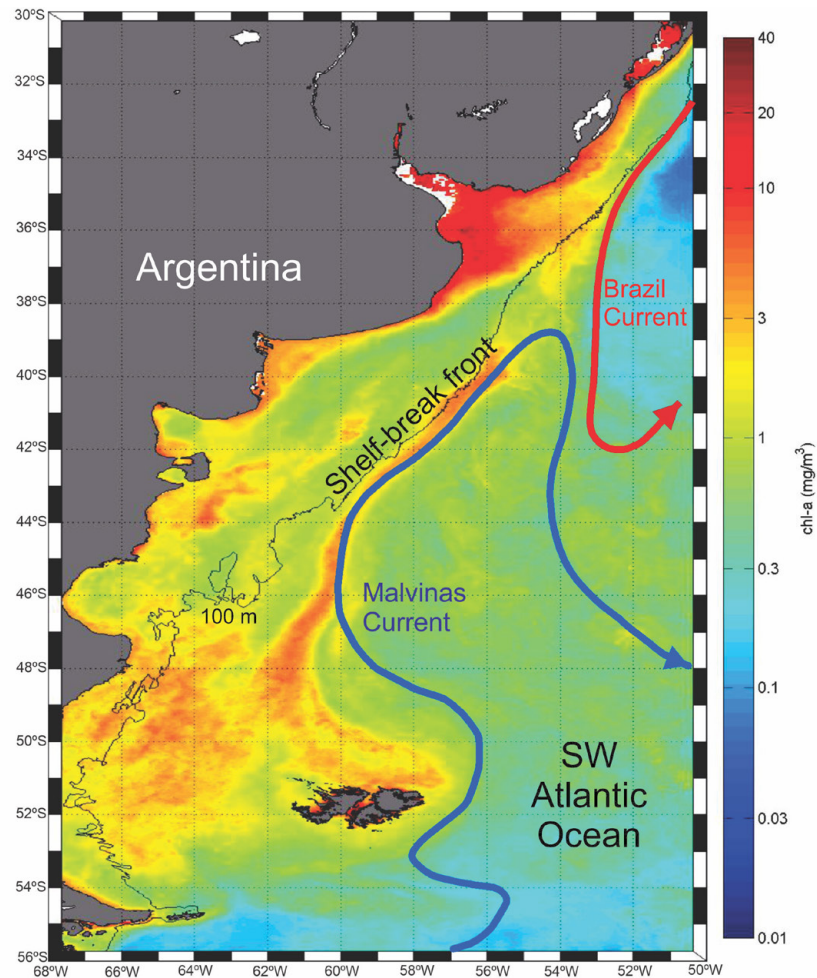 30°S
32°S
34°S
36°S
38°S
40°S
42°S
44°S
46°S
48°S
50°S
52°S
54°S
56°S
68°W
66°W
64°W
62°W
60°W
58°W
56°W
54°W
52°W
50°W
Argentina
Brazil
Current
Shelf-break front
100 m
Malvinas
Current
SW
Atlantic
Ocean
40
20
10
3
1
0.3
0.1
0.03
0.01
chl-a (mg/m³)